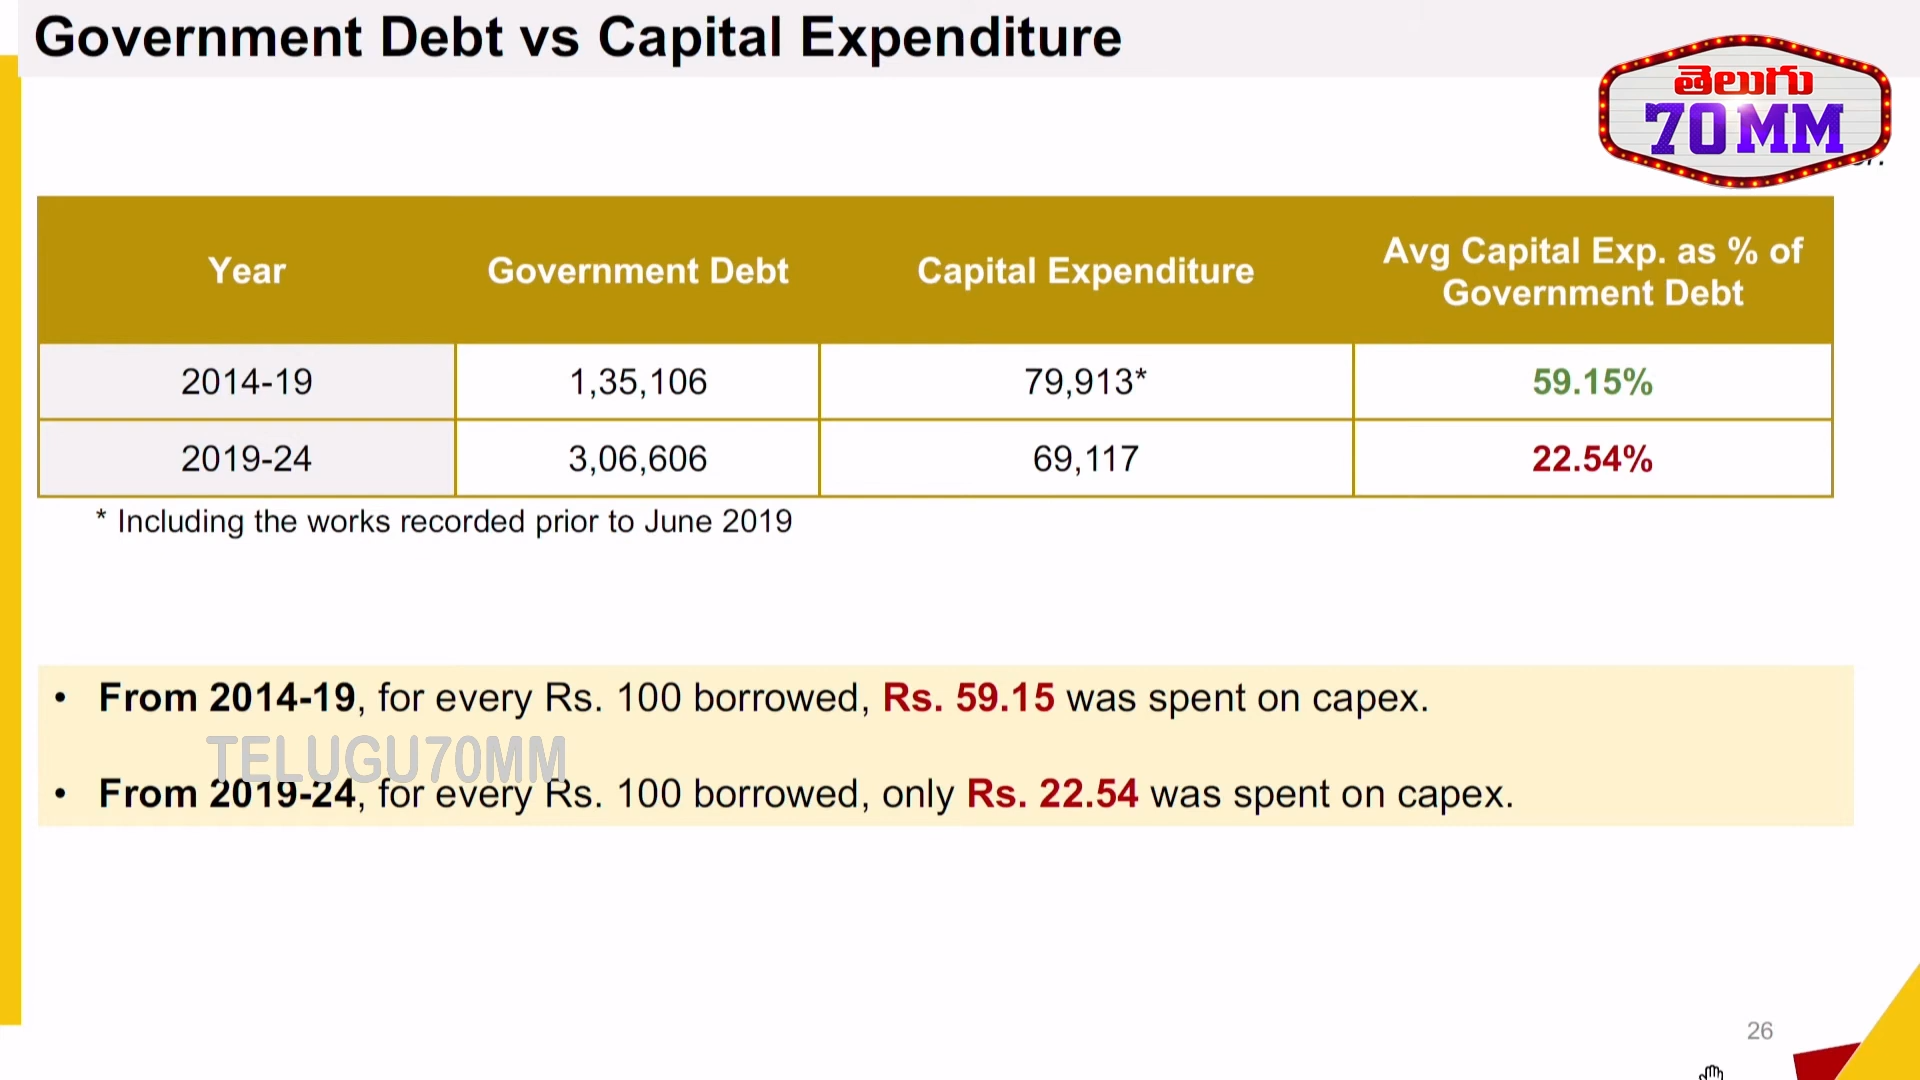 Government Debt vs Capital Expenditure
తెలుగు
70MM
Year Government Debt Capital Expenditure Avg Capital Exp. as % of
Government Debt
2014-19 1,35,106 79,913* 59.15%
2019-24 3,06,606 69,117 22.54%
* Including the works recorded prior to June 2019
• From 2014-19, for every Rs. 100 borrowed, Rs. 59.15 was spent on capex.
TELUGU70MM
• From 2019-24, for every Rs. 100 borrowed, only Rs. 22.54 was spent on capex.
26